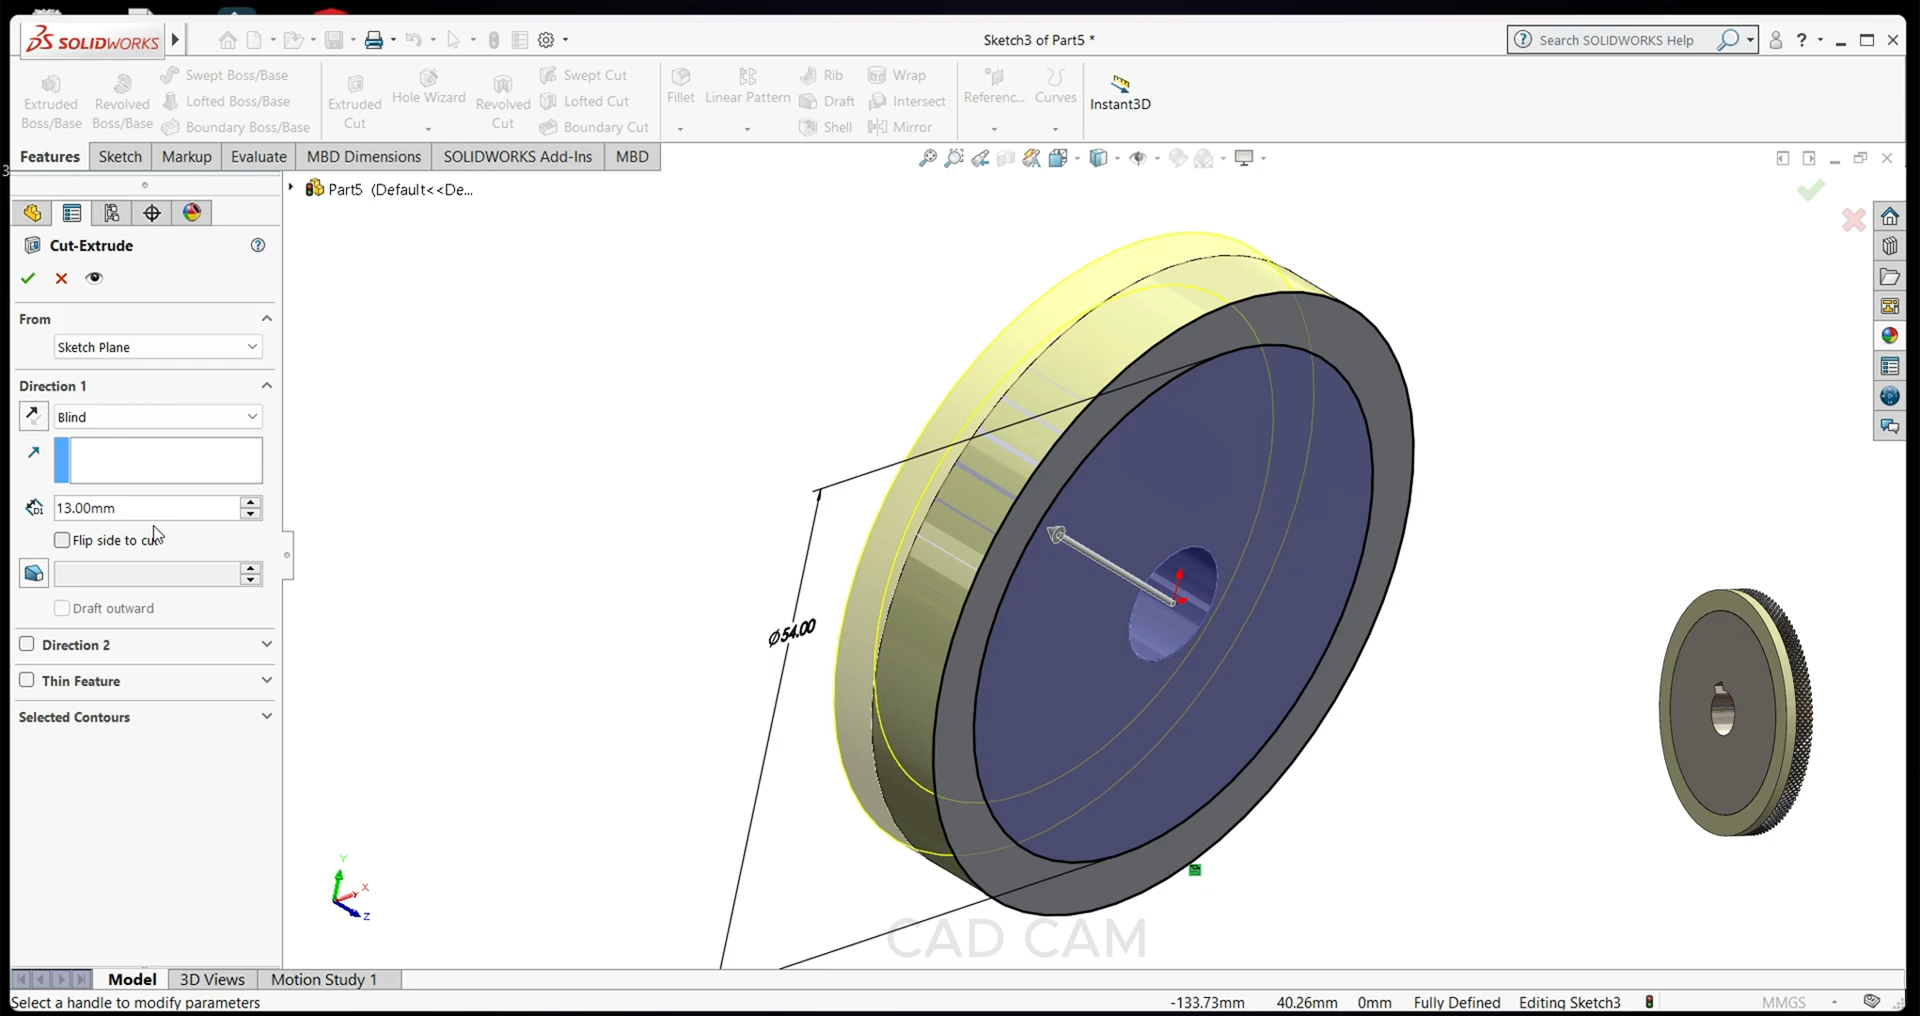 SOLIDWORKS
Sketch3 of Part5 *
Search SOLIDWORKS Help
?
Extruded Boss/Base
Revolved Boss/Base
Swept Boss/Base
Lofted Boss/Base
Boundary Boss/Base
Extruded Cut
Hole Wizard
Revolved Cut
Swept Cut
Lofted Cut
Boundary Cut
Fillet
Linear Pattern
Rib
Draft
Shell
Wrap
Intersect
Mirror
Referenc...
Curves
Instant3D
Features
Sketch
Markup
Evaluate
MBD Dimensions
SOLIDWORKS Add-Ins
MBD
3
Part5 (Default<<De...
Cut-Extrude
From
Sketch Plane
Direction 1
Blind
D1
13.00mm
Flip side to cut
Draft outward
Direction 2
Thin Feature
Selected Contours
Ø54.00
Y
X
Z
CAD CAM
Model
3D Views
Motion Study 1
Select a handle to modify parameters
-133.73mm
40.26mm
0mm
Fully Defined
Editing Sketch3
MMGS